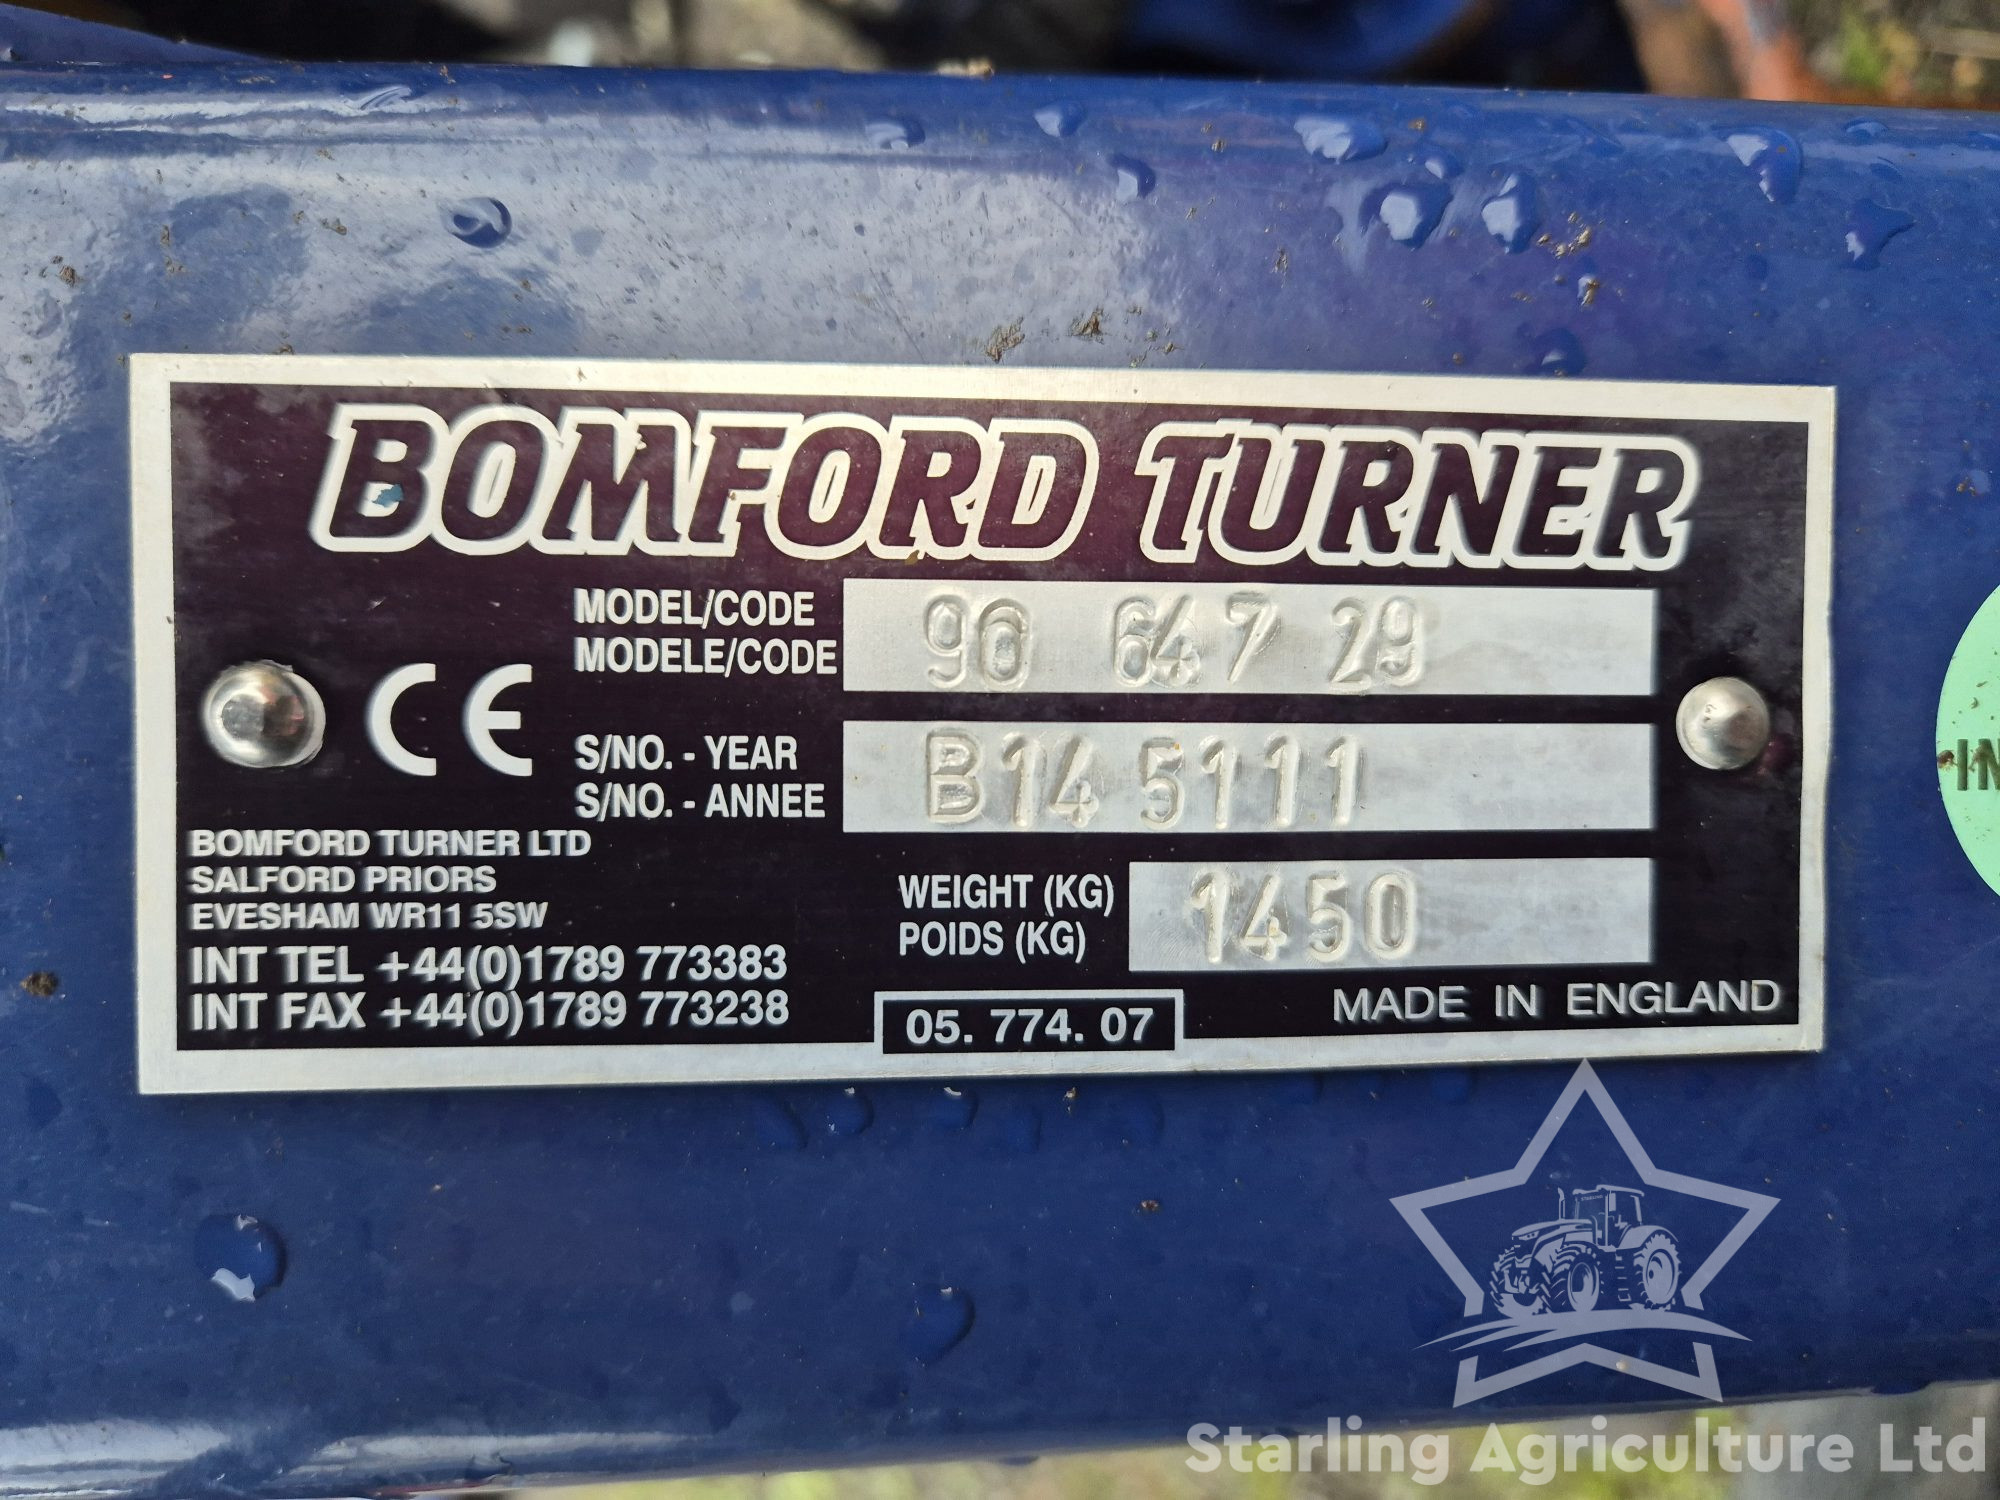 BOMFORD TURNER
MODEL/CODE
MODELE/CODE
90 647 29
S/NO. - YEAR
S/NO. - ANNEE
B14 5111
BOMFORD TURNER LTD
SALFORD PRIORS
EVESHAM WR11 5SW
INT TEL +44(0)1789 773383
INT FAX +44(0)1789 773238
WEIGHT (KG)
POIDS (KG)
1450
05. 774. 07
MADE IN ENGLAND
CE
Starling Agriculture Ltd